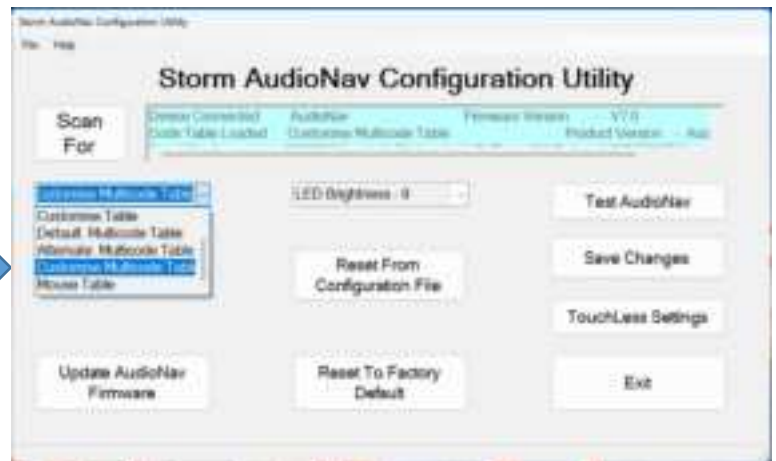 Storm AudioNav Configuration Utility
File Help
Storm AudioNav Configuration Utility
Scan For
Device Connected AudioNav Firmware Version V7.0
Code Table Loaded Customise Multicode Table Product Version
Customise Multicode Table
LED Brightness : 
Test AudioNav
Customise Table
Default Multicode Table
Alternate Multicode Table
Customise Multicode Table
Mouse Table
Reset From
Configuration File
Save Changes
TouchLess Settings
Update AudioNav
Firmware
Reset To Factory
Default
Exit